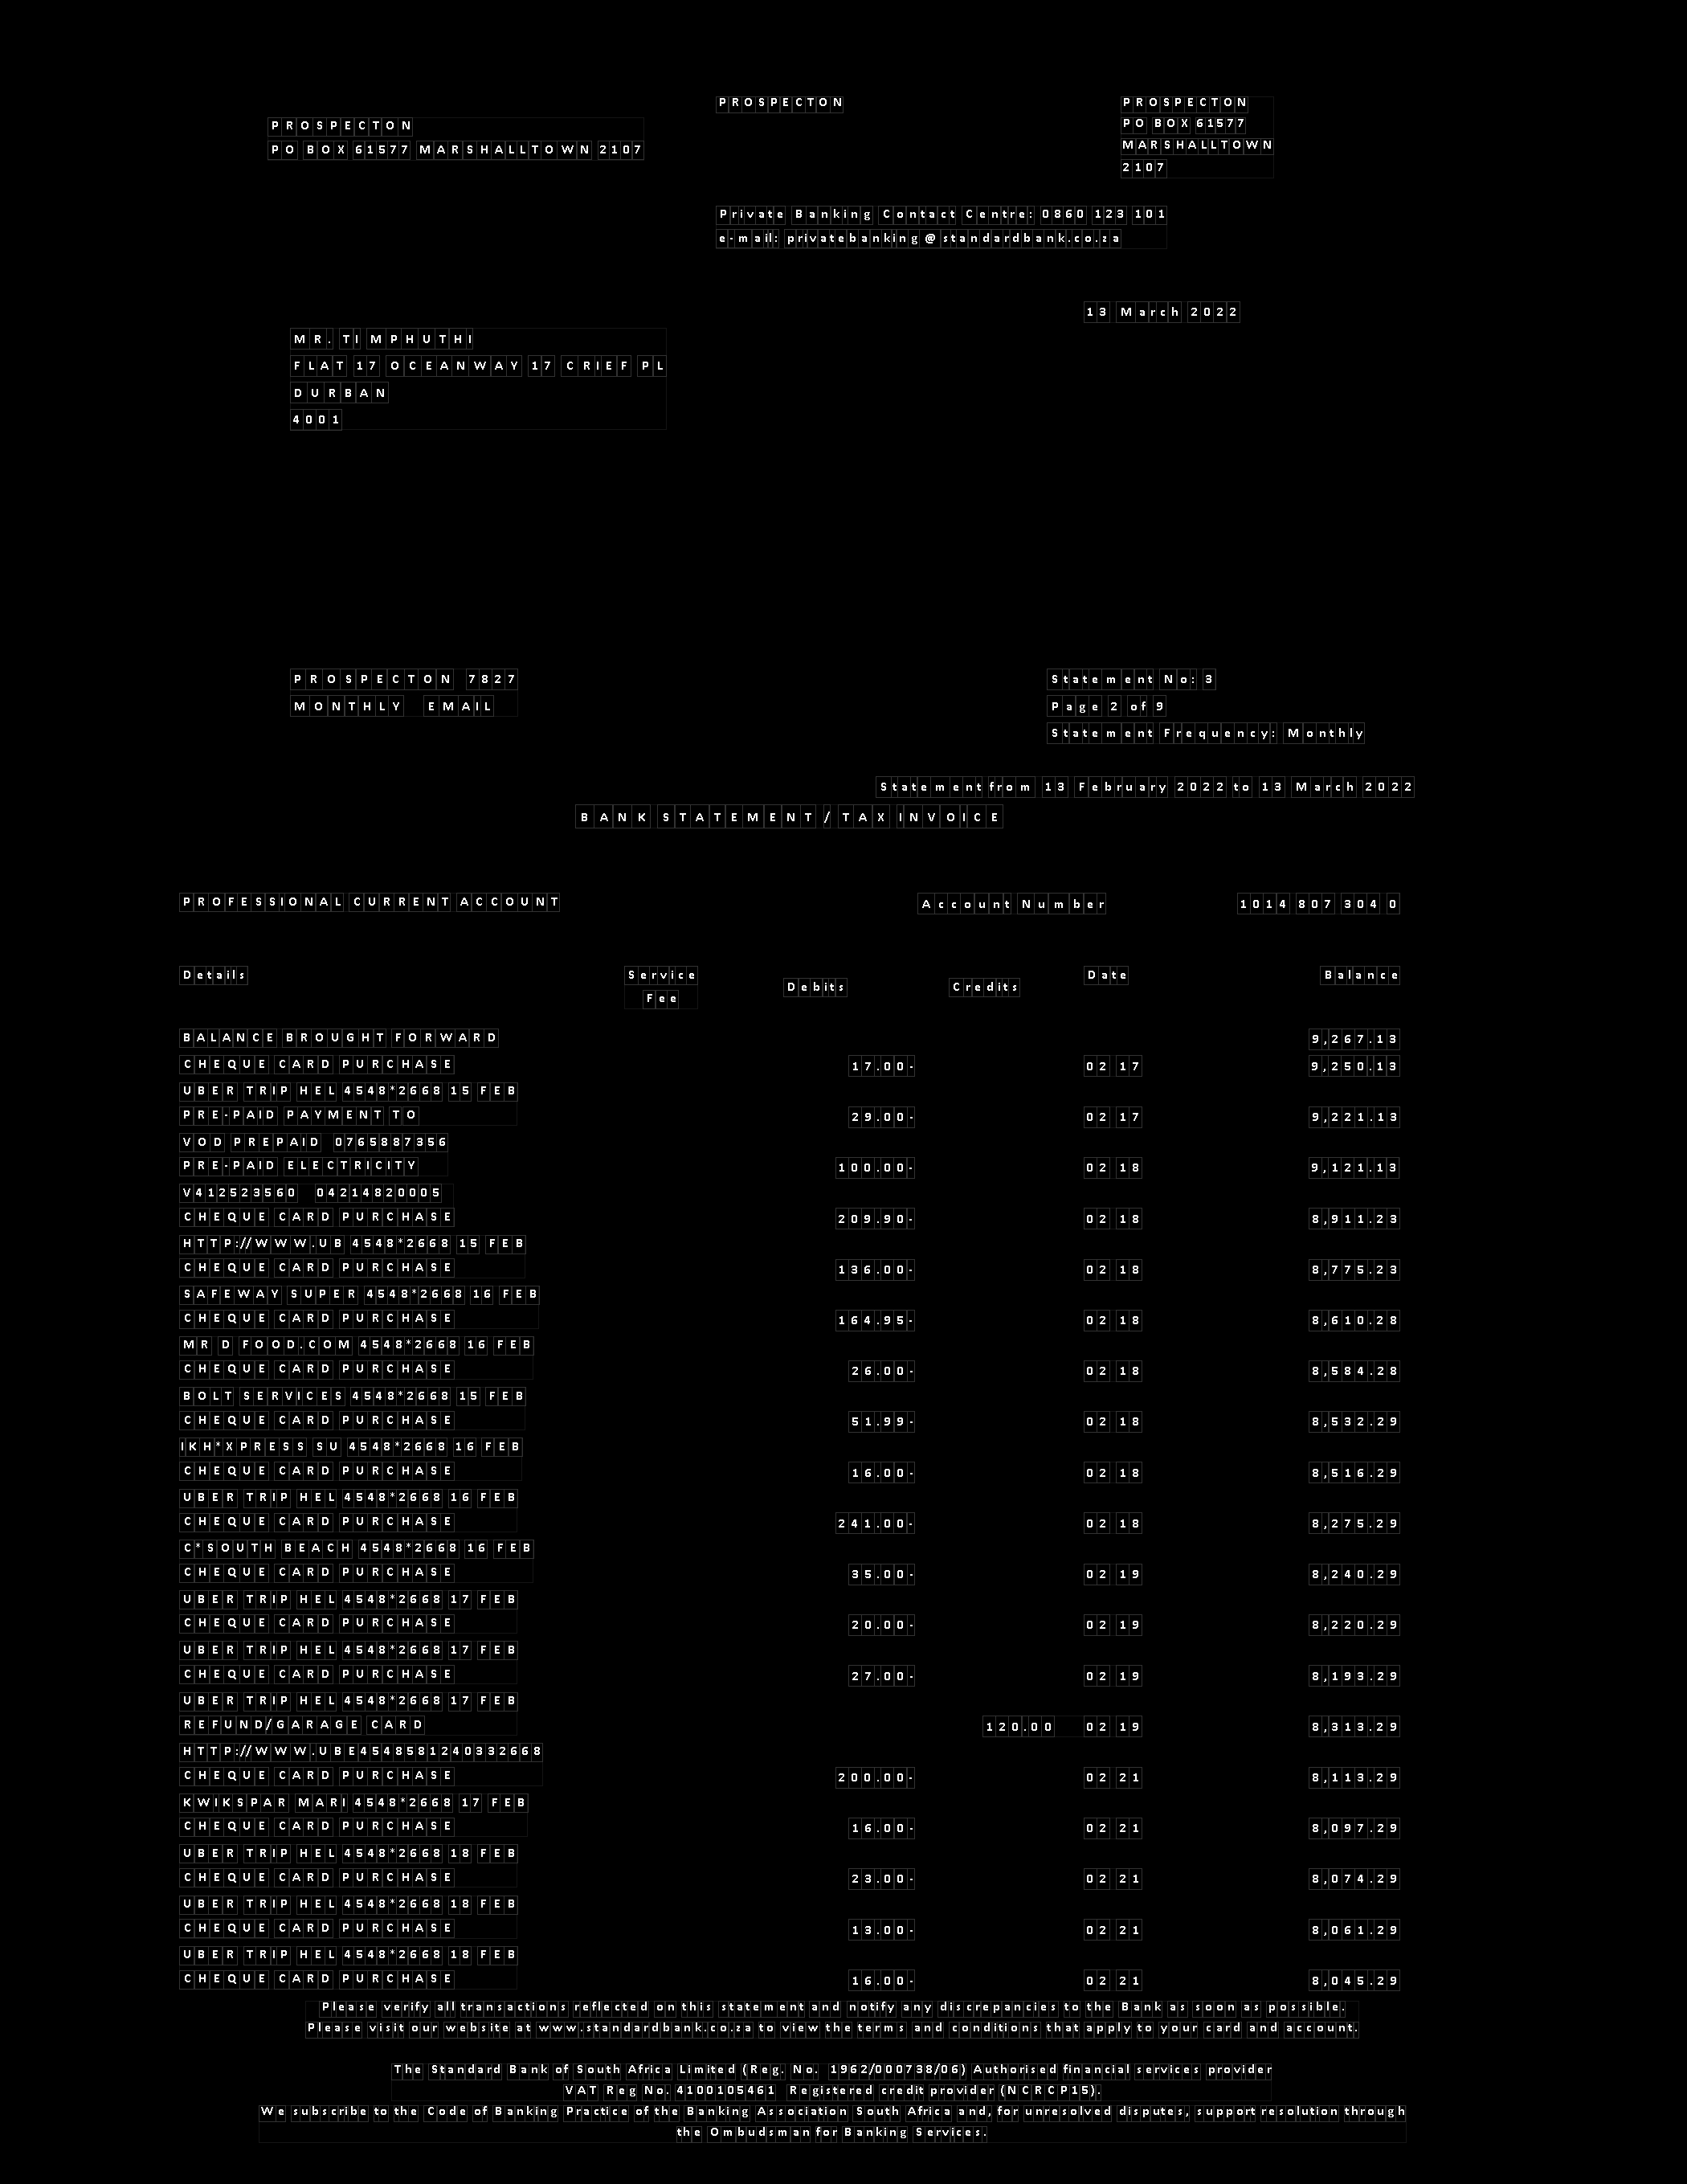 PROSPECTON
PROSPECTON
PO BOX 61577 MARSHALLTOWN 2107
PROSPECTON
PO BOX 61577
MARSHALLTOWN
2107
Private Banking Contact Centre: 0860 123 101
e-mail: privatebanking@standardbank.co.za
13 March 2022
MR. TI MPHUTHI
FLAT 17 OCEANWAY 17 CRIEF PL
DURBAN
4001
PROSPECTON 7827
MONTHLY EMAIL
Statement No: 3
Page 2 of 9
Statement Frequency: Monthly
Statement from 13 February 2022 to 13 March 2022
BANK STATEMENT / TAX INVOICE
PROFESSIONAL CURRENT ACCOUNT Account Number 1014 807 304 0
Details Service Fee Debits Credits Date Balance
BALANCE BROUGHT FORWARD 9,267.13
CHEQUE CARD PURCHASE 17.00- 02 17 9,250.13
UBER TRIP HEL 4548*2668 15 FEB
PRE-PAID PAYMENT TO 29.00- 02 17 9,221.13
VOD PREPAID 0765887356
PRE-PAID ELECTRICITY 100.00- 02 18 9,121.13
V412523560 04214820005
CHEQUE CARD PURCHASE 209.90- 02 18 8,911.23
HTTP://WWW.UB 4548*2668 15 FEB
CHEQUE CARD PURCHASE 136.00- 02 18 8,775.23
SAFEWAY SUPER 4548*2668 16 FEB
CHEQUE CARD PURCHASE 164.95- 02 18 8,610.28
MR D FOOD.COM 4548*2668 16 FEB
CHEQUE CARD PURCHASE 26.00- 02 18 8,584.28
BOLT SERVICES 4548*2668 15 FEB
CHEQUE CARD PURCHASE 51.99- 02 18 8,532.29
IKH*XPRESS SU 4548*2668 16 FEB
CHEQUE CARD PURCHASE 16.00- 02 18 8,516.29
UBER TRIP HEL 4548*2668 16 FEB
CHEQUE CARD PURCHASE 241.00- 02 18 8,275.29
C*SOUTH BEACH 4548*2668 16 FEB
CHEQUE CARD PURCHASE 35.00- 02 19 8,240.29
UBER TRIP HEL 4548*2668 17 FEB
CHEQUE CARD PURCHASE 20.00- 02 19 8,220.29
UBER TRIP HEL 4548*2668 17 FEB
CHEQUE CARD PURCHASE 27.00- 02 19 8,193.29
UBER TRIP HEL 4548*2668 17 FEB
REFUND/GARAGE CARD 120.00 02 19 8,313.29
HTTP://WWW.UBE4548581240332668
CHEQUE CARD PURCHASE 200.00- 02 21 8,113.29
KWIKSPAR MARI 4548*2668 17 FEB
CHEQUE CARD PURCHASE 16.00- 02 21 8,097.29
UBER TRIP HEL 4548*2668 18 FEB
CHEQUE CARD PURCHASE 23.00- 02 21 8,074.29
UBER TRIP HEL 4548*2668 18 FEB
CHEQUE CARD PURCHASE 13.00- 02 21 8,061.29
UBER TRIP HEL 4548*2668 18 FEB
CHEQUE CARD PURCHASE 16.00- 02 21 8,045.29
Please verify all transactions reflected on this statement and notify any discrepancies to the Bank as soon as possible.
Please visit our website at www.standardbank.co.za to view the terms and conditions that apply to your card and account.
The Standard Bank of South Africa Limited (Reg. No. 1962/000738/06) Authorised financial services provider
VAT Reg No. 4100105461 Registered credit provider (NCRCP15).
We subscribe to the Code of Banking Practice of the Banking Association South Africa and, for unresolved disputes, support resolution through
the Ombudsman for Banking Services.